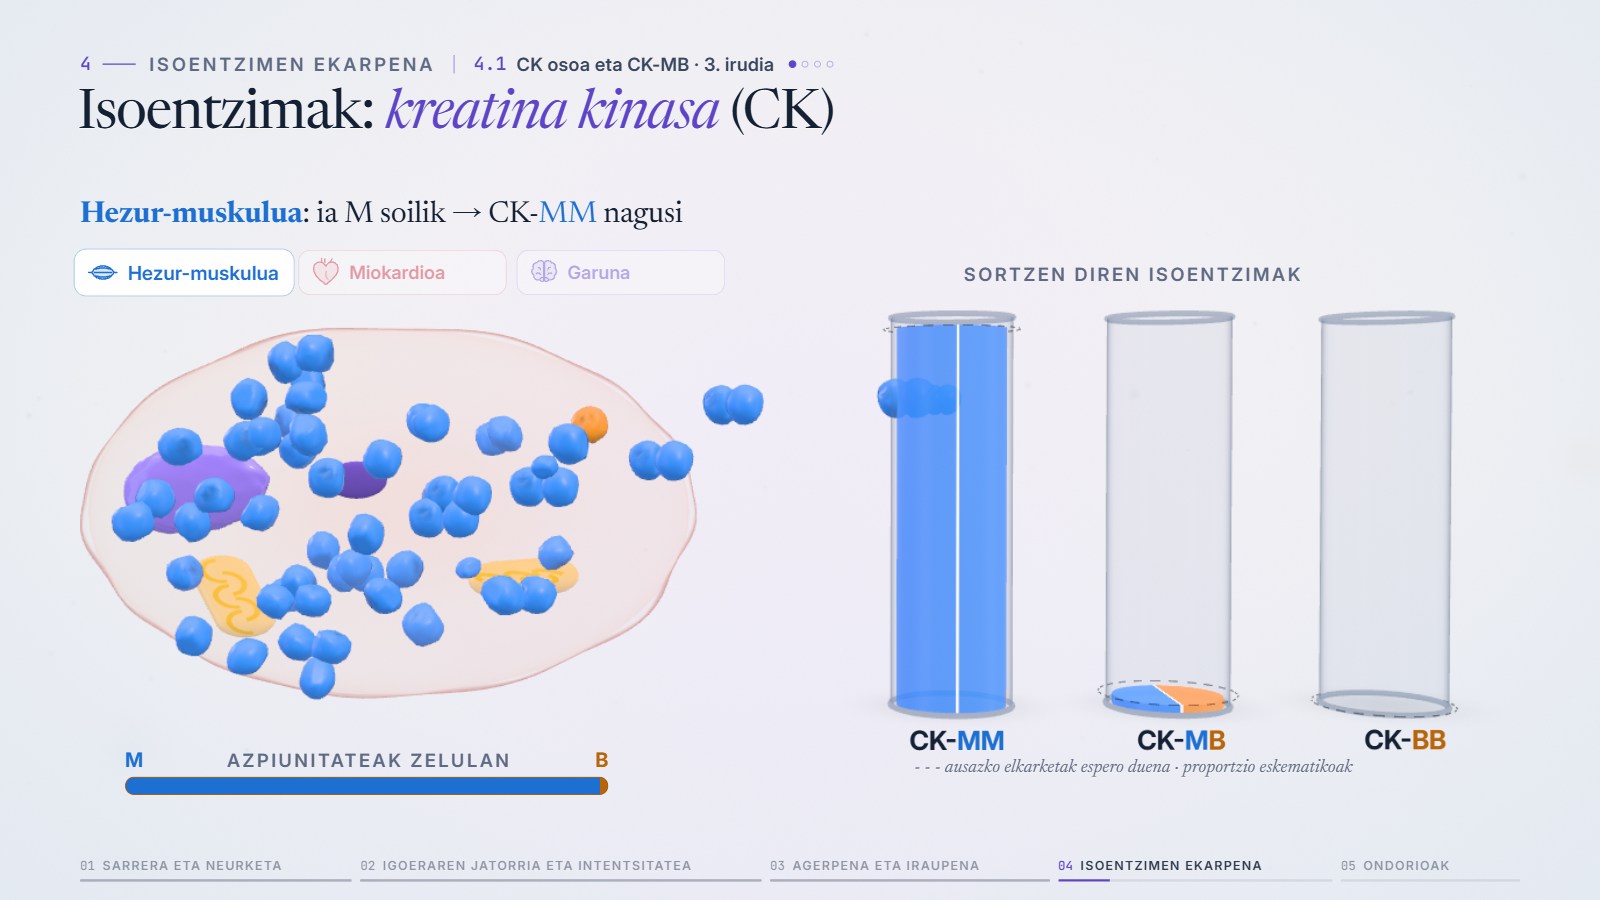 4 — ISOENTZIMEN EKARPENA | 4.1 CK osoa eta CK-MB · 3. irudia
Isoentzimak: kreatina kinasa (CK)
Hezur-muskulua: ia M soilik → CK-MM nagusi
Hezur-muskulua Miokardioa Garuna
SORTZEN DIREN ISOENTZIMAK
CK-MM CK-MB CK-BB
- - - ausazko elkarketak espero duena · proportzio eskematikoak
M AZPIUNITATEAK ZELULAN B
01 SARRERA ETA NEURKETA 02 IGOERAREN JATORRIA ETA INTENTSITATEA 03 AGERPENA ETA IRAUPENA 04 ISOENTZIMEN EKARPENA 05 ONDORIOAK